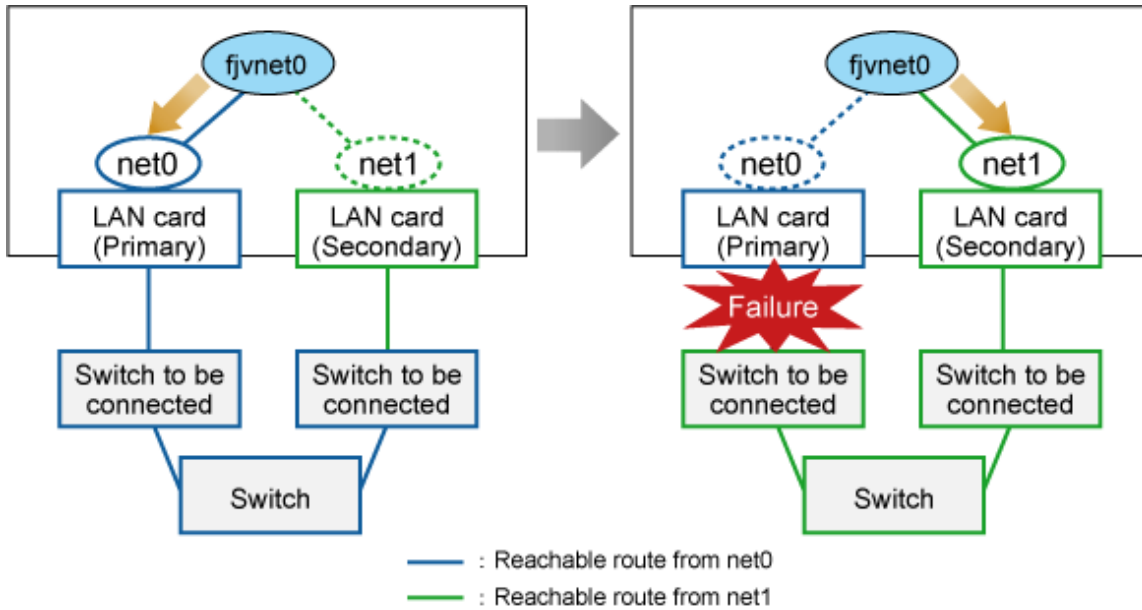 fjvnet0
net0
net1
LAN card
(Primary)
LAN card
(Secondary)
Switch to be
connected
Switch to be
connected
Switch
fjvnet0
net0
net1
LAN card
(Primary)
LAN card
(Secondary)
Failure
Switch to be
connected
Switch to be
connected
Switch
: Reachable route from net0
: Reachable route from net1